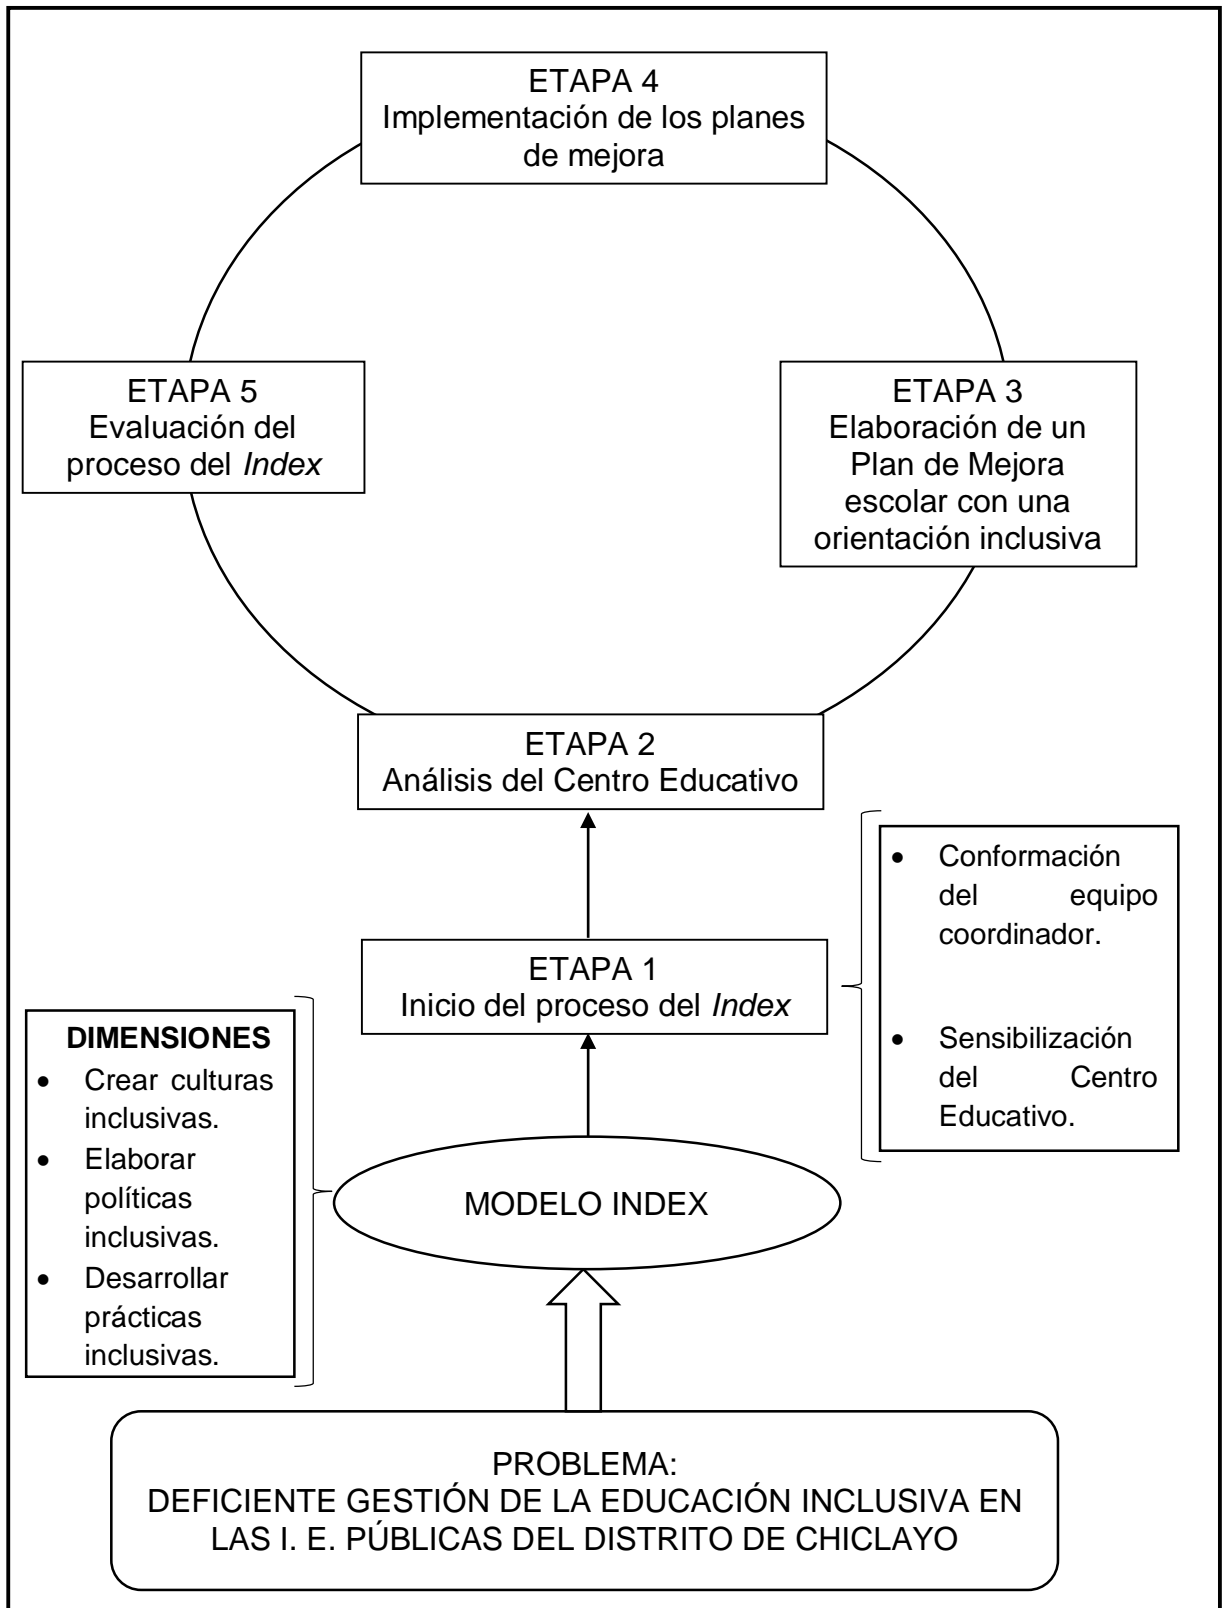 ETAPA 4
Implementación de los planes
de mejora
ETAPA 5
Evaluación del
proceso del Index
ETAPA 3
Elaboración de un
Plan de Mejora
escolar con una
orientación inclusiva
ETAPA 2
Análisis del Centro Educativo
• Conformación
del equipo
coordinador.
• Sensibilización
del Centro
Educativo.
ETAPA 1
Inicio del proceso del Index
DIMENSIONES
• Crear culturas
inclusivas.
• Elaborar
políticas
inclusivas.
• Desarrollar
prácticas
inclusivas.
MODELO INDEX
PROBLEMA:
DEFICIENTE GESTIÓN DE LA EDUCACIÓN INCLUSIVA EN
LAS I. E. PÚBLICAS DEL DISTRITO DE CHICLAYO